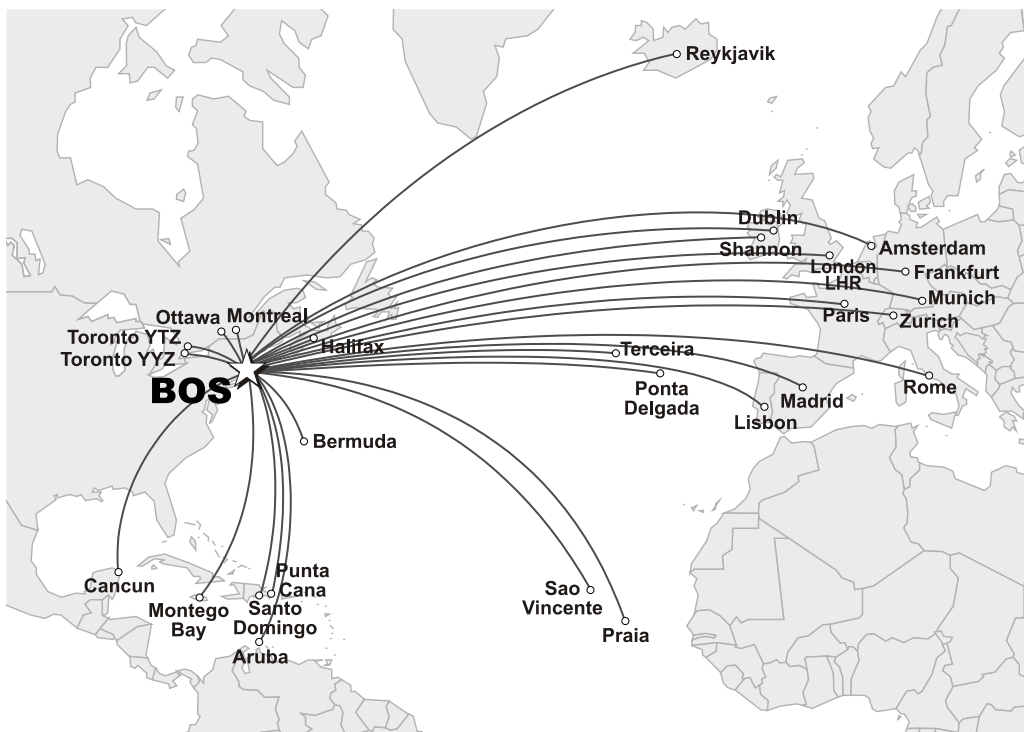 Reykjavik
Dublin
Shannon
Amsterdam
London
LHR
Frankfurt
Munich
Paris
Zurich
Ottawa
Montreal
Toronto YTZ
Toronto YYZ
Halifax
BOS
Terceira
Ponta
Delgada
Madrid
Lisbon
Rome
Bermuda
Cancun
Montego
Bay
Punta
Cana
Santo
Domingo
Aruba
Sao
Vincente
Praia